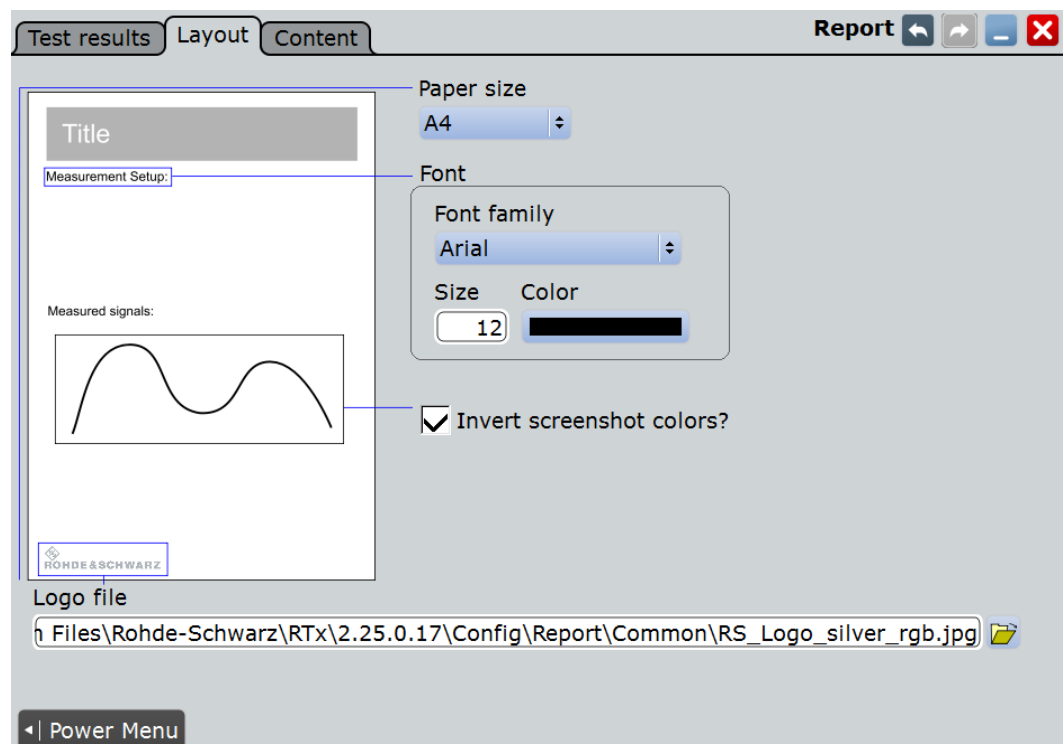 Test results Layout Content Report
Paper size
A4
Title
Measurement Setup:
Font
Font family
Arial
Size Color
12
Measured signals:
Invert screenshot colors?
ROHDE&SCHWARZ
Logo file
n Files\Rohde-Schwarz\RTx\2.25.0.17\Config\Report\Common\RS_Logo_silver_rgb.jpg
Power Menu